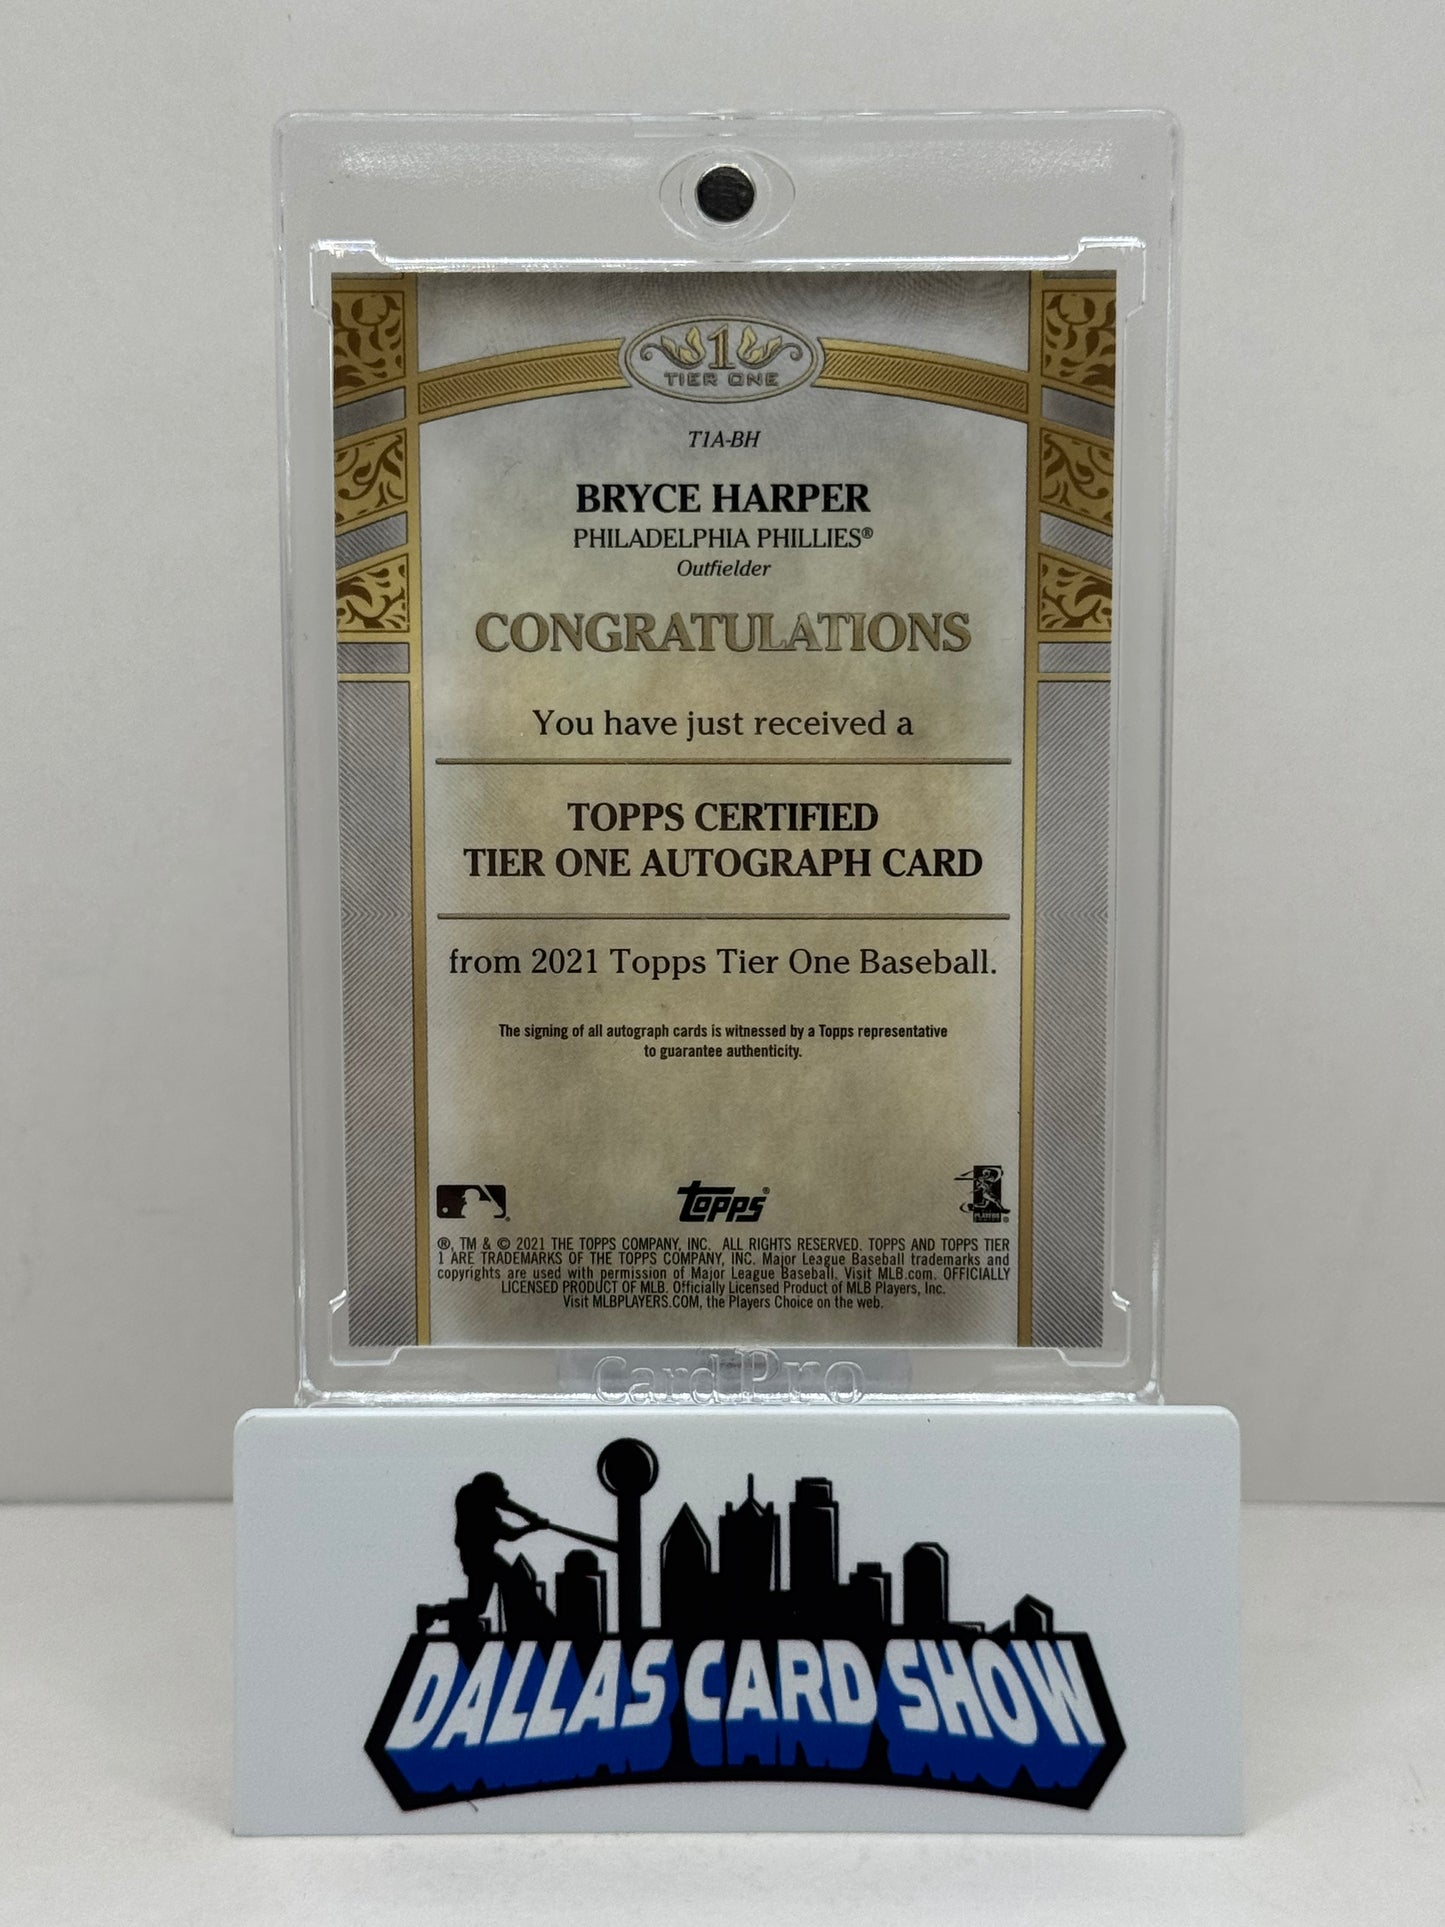 1
TIER ONE
T1A-BH
BRYCE HARPER
PHILADELPHIA PHILLIES®
Outfielder
CONGRATULATIONS
You have just received a
TOPPS CERTIFIED
TIER ONE AUTOGRAPH CARD
from 2021 Topps Tier One Baseball.
The signing of all autograph cards is witnessed by a Topps representative
to guarantee authenticity.
Topps®
PLAYERS
®, TM & © 2021 THE TOPPS COMPANY, INC. ALL RIGHTS RESERVED. TOPPS AND TOPPS TIER
1 ARE TRADEMARKS OF THE TOPPS COMPANY, INC. Major League Baseball trademarks and
copyrights are used with permission of Major League Baseball. Visit MLB.com. OFFICIALLY
LICENSED PRODUCT OF MLB. Officially Licensed Product of MLB Players, Inc.
Visit MLBPLAYERS.COM, the Players Choice on the web.
Card Pro
DALLAS CARD SHOW